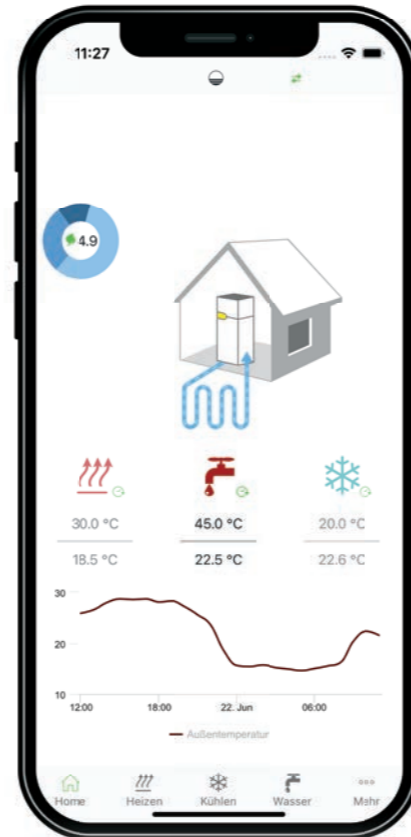 11:27
4.9
30.0 °C 45.0 °C 20.0 °C
18.5 °C 22.5 °C 22.6 °C
30
20
10
12:00 18:00 22. Jun 06:00
Außentemperatur
Home Heizen Kühlen Wasser Mehr